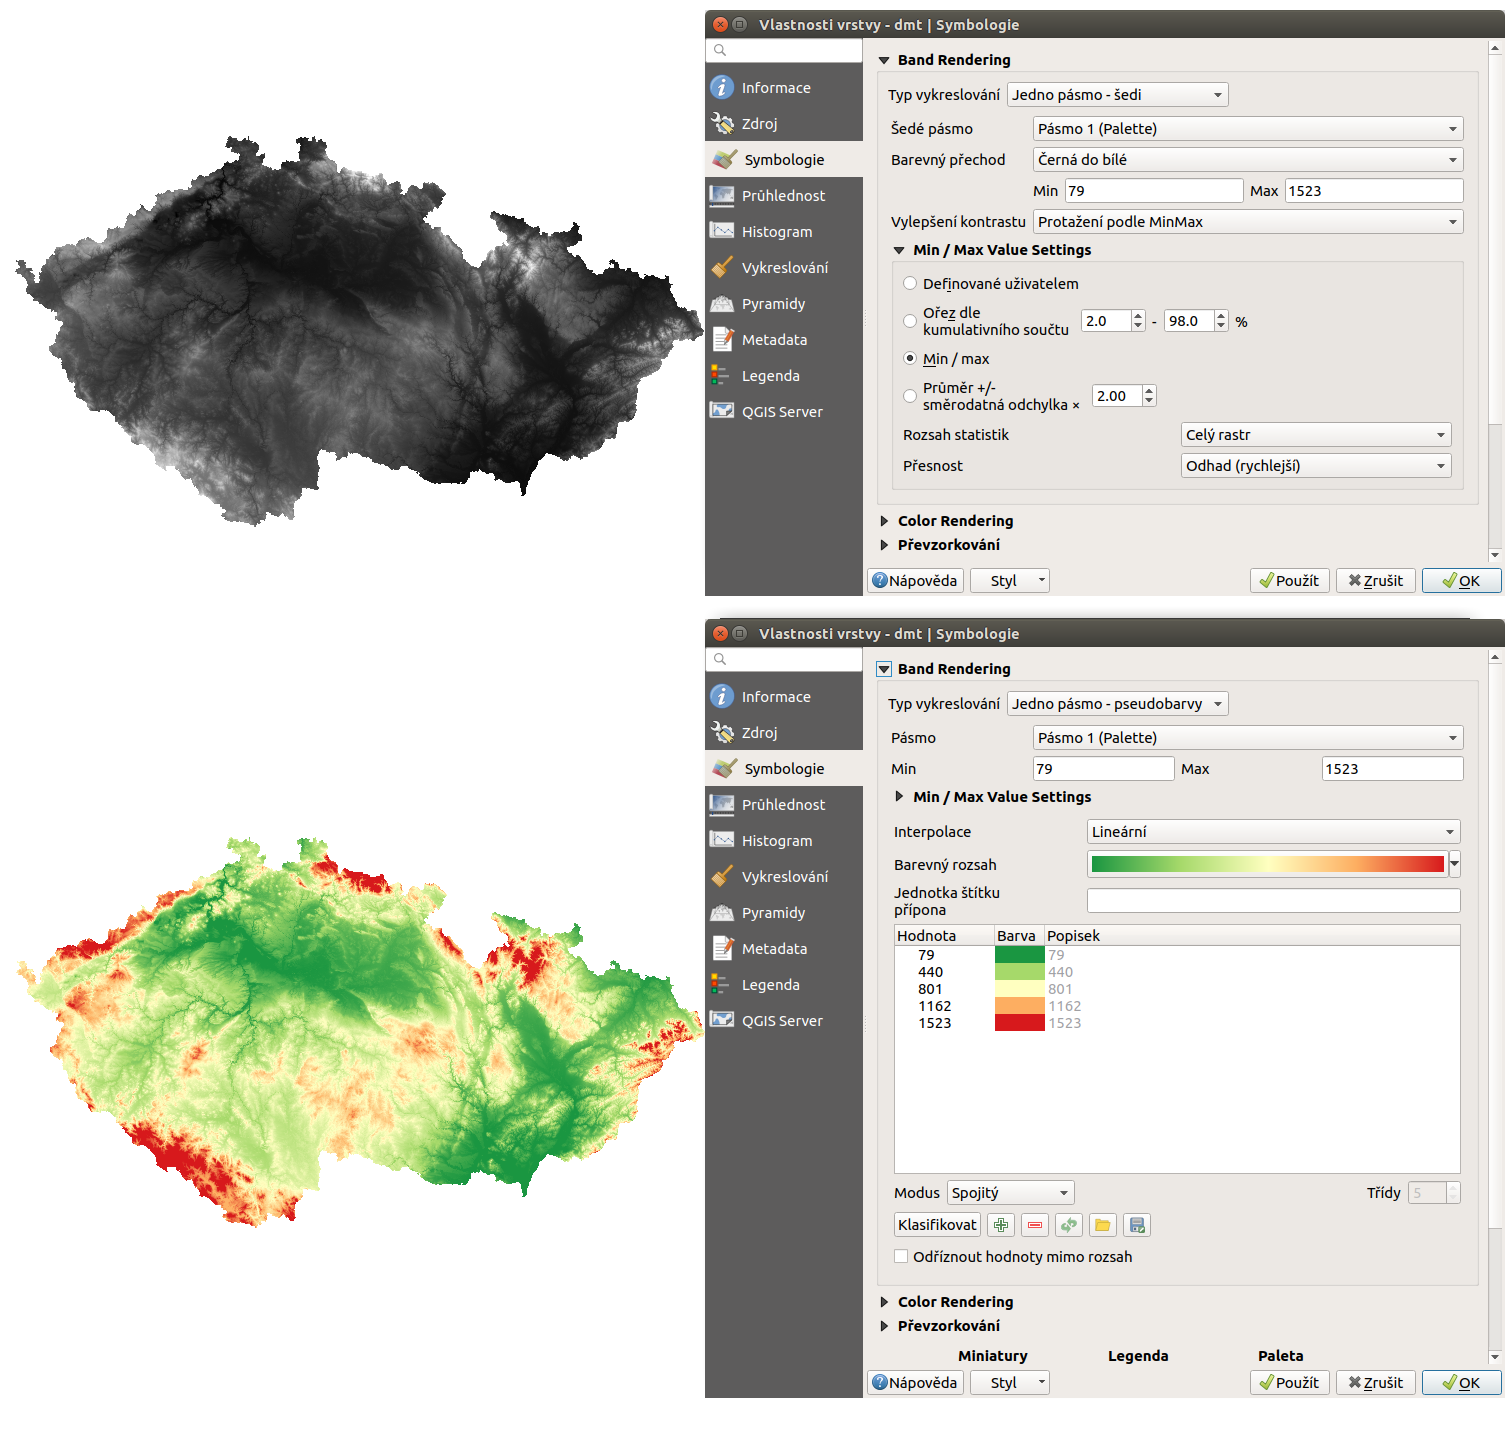 Vlastnosti vrstvy - dmt | Symbologie
Informace
Zdroj
Symbologie
Průhlednost
Histogram
Vykreslování
Pyramidy
Metadata
Legenda
QGIS Server
Band Rendering
Typ vykreslování Jedno pásmo - šedi
Šedé pásmo Pásmo 1 (Palette)
Barevný přechod Černá do bílé
Min 79 Max 1523
Vylepšení kontrastu Protažení podle MinMax
Min / Max Value Settings
Definované uživatelem
Ořez dle
kumulativního součtu 2.0 - 98.0 %
Min / max
Průměr +/-
směrodatná odchylka × 2.00
Rozsah statistik Celý rastr
Přesnost Odhad (rychlejší)
Color Rendering
Převzorkování
Nápověda Styl Použít Zrušit OK
Vlastnosti vrstvy - dmt | Symbologie
Informace
Zdroj
Symbologie
Průhlednost
Histogram
Vykreslování
Pyramidy
Metadata
Legenda
QGIS Server
Band Rendering
Typ vykreslování Jedno pásmo - pseudobarvy
Pásmo Pásmo 1 (Palette)
Min 79 Max 1523
Min / Max Value Settings
Interpolace Lineární
Barevný rozsah
Jednotka štítku
přípona
Hodnota Barva Popisek
79 79
440 440
801 801
1162 1162
1523 1523
Modus Spojitý Třídy 5
Klasifikovat
Odříznout hodnoty mimo rozsah
Color Rendering
Převzorkování
Miniatury Legenda Paleta
Nápověda Styl Použít Zrušit OK